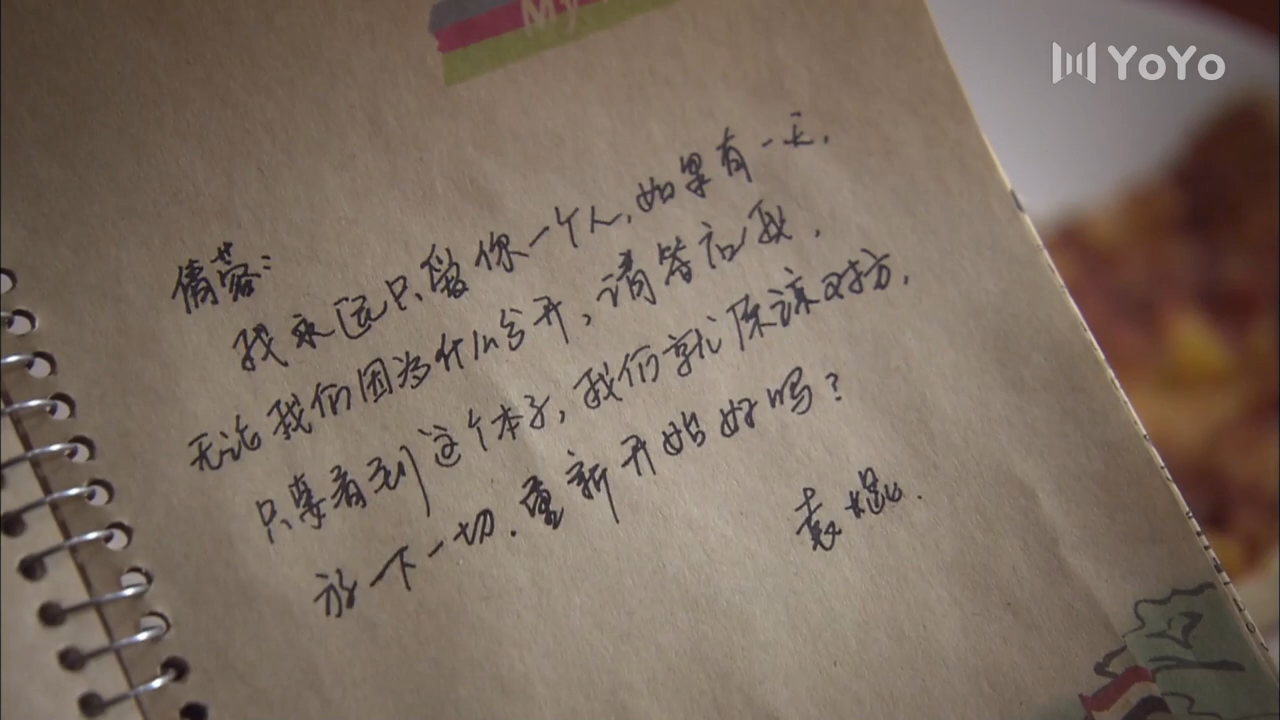 My
YoYo
倩蓉：
我永远只爱你一个人，如果有一天，
无论我们因为什么分开，请答应我，
只要看到这个本子，我们就原谅对方，
放下一切．重新开始好吗？
袁